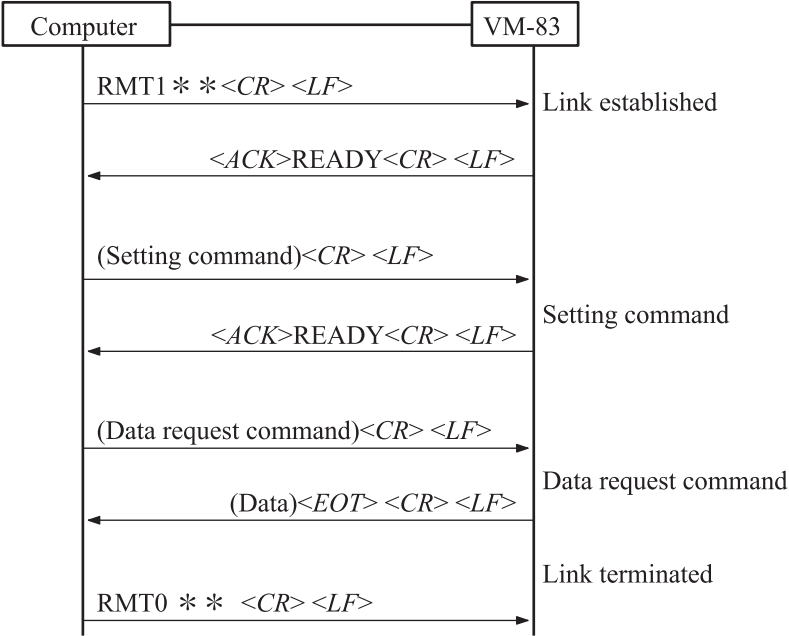 Computer
VM-83
RMT1＊＊<CR> <LF>
Link established
<ACK>READY<CR> <LF>
(Setting command)<CR> <LF>
Setting command
<ACK>READY<CR> <LF>
(Data request command)<CR> <LF>
Data request command
(Data)<EOT> <CR> <LF>
Link terminated
RMT0 ＊＊ <CR> <LF>